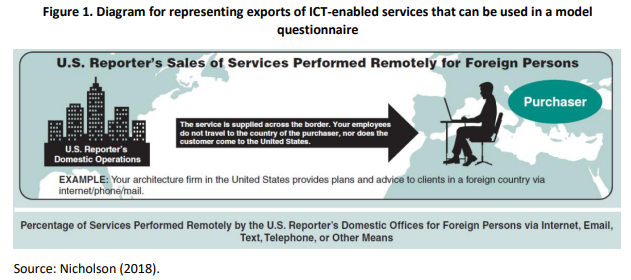 Figure 1. Diagram for representing exports of ICT-enabled services that can be used in a model
questionnaire
U.S. Reporter's Sales of Services Performed Remotely for Foreign Persons
Purchaser
The service is supplied across the border. Your employees
do not travel to the country of the purchaser, nor does the
customer come to the United States.
U.S. Reporter's
Domestic Operations
EXAMPLE: Your architecture firm in the United States provides plans and advice to clients in a foreign country via
internet/phone/mail.
Percentage of Services Performed Remotely by the U.S. Reporter's Domestic Offices for Foreign Persons via Internet, Email,
Text, Telephone, or Other Means
Source: Nicholson (2018).